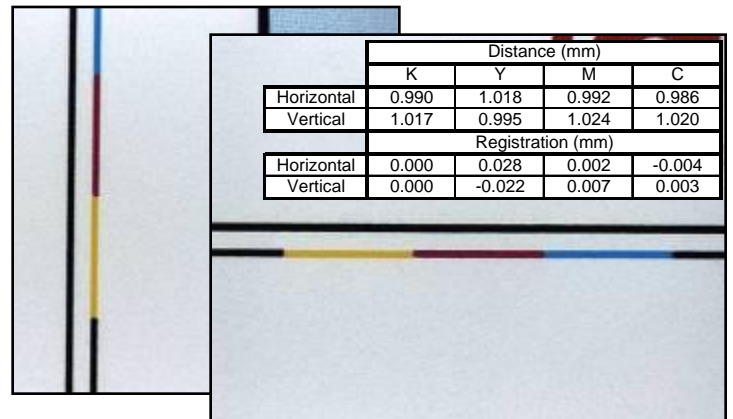 Distance (mm)
K Y M C
Horizontal 0.990 1.018 0.992 0.986
Vertical 1.017 0.995 1.024 1.020
Registration (mm)
Horizontal 0.000 0.028 0.002 -0.004
Vertical 0.000 -0.022 0.007 0.003